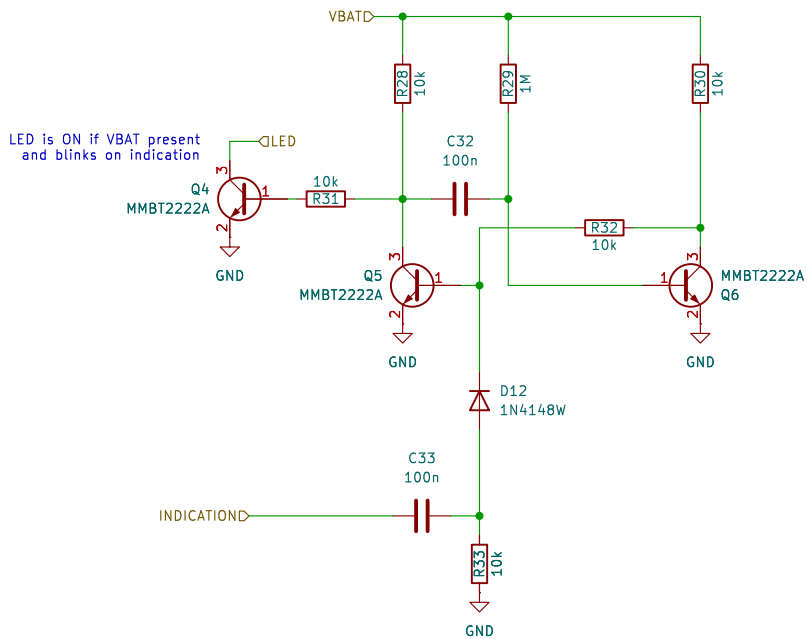 VBAT
R28
10k
R29
1M
R30
10k
LED is ON if VBAT present
and blinks on indication
LED
C32
100n
3
Q4
1
MMBT2222A
2
GND
10k
R31
R32
10k
3
Q5
1
MMBT2222A
2
GND
3
1
MMBT2222A
Q6
2
GND
D12
1N4148W
C33
100n
INDICATION
R33
10k
GND